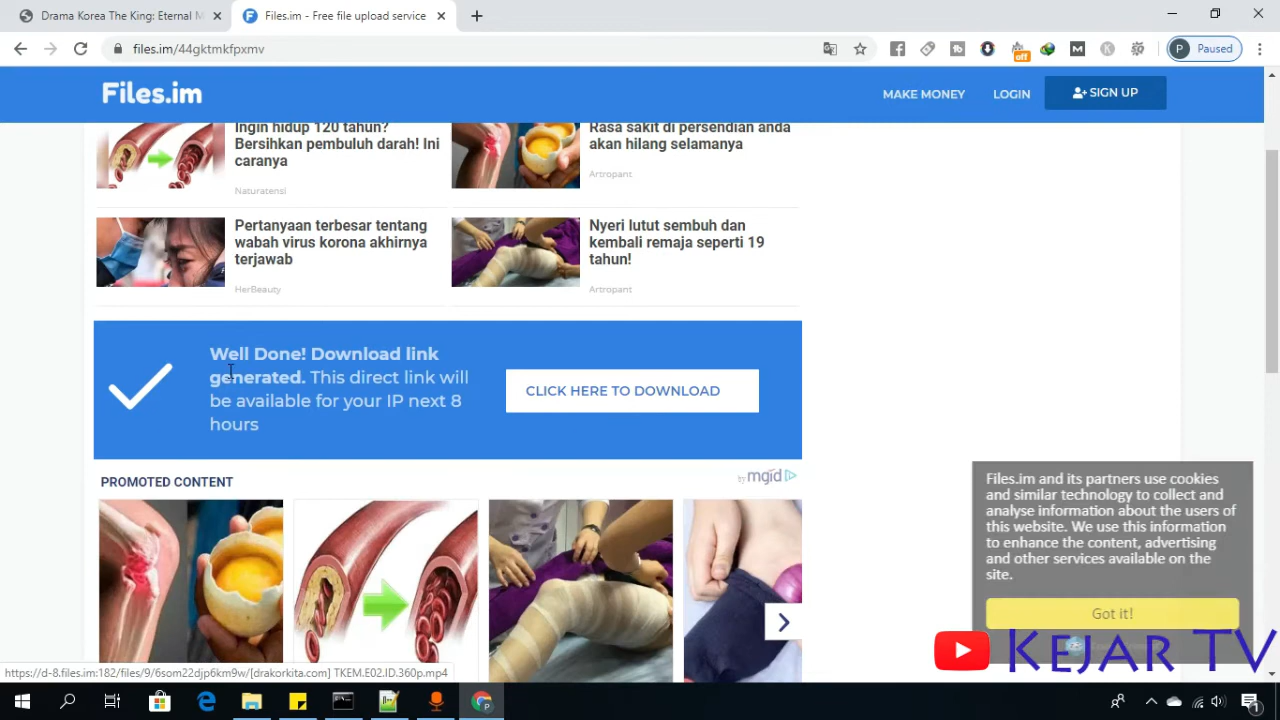 Drama Korea The King: Eternal M
Files.im - Free file upload service
files.im/44gktmkfpxmv
off
P Paused
Files.im
MAKE MONEY
LOGIN
SIGN UP
Ingin hidup 120 tahun?
Bersihkan pembuluh darah! Ini
caranya
Naturatensi
Rasa sakit di persendian anda
akan hilang selamanya
Artropant
Pertanyaan terbesar tentang
wabah virus korona akhirnya
terjawab
HerBeauty
Nyeri lutut sembuh dan
kembali remaja seperti 19
tahun!
Artropant
Well Done! Download link
generated. This direct link will
be available for your IP next 8
hours
CLICK HERE TO DOWNLOAD
PROMOTED CONTENT
by mgid
Files.im and its partners use cookies
and similar technology to collect and
analyse information about the users of
this website. We use this information
to enhance the content, advertising
and other services available on the
site.
Got it!
KEJAR TV
https://d-8.files.im:182/files/9/6som22djp6km9w/[drakorkita.com] TKEM.E02.ID.360p.mp4